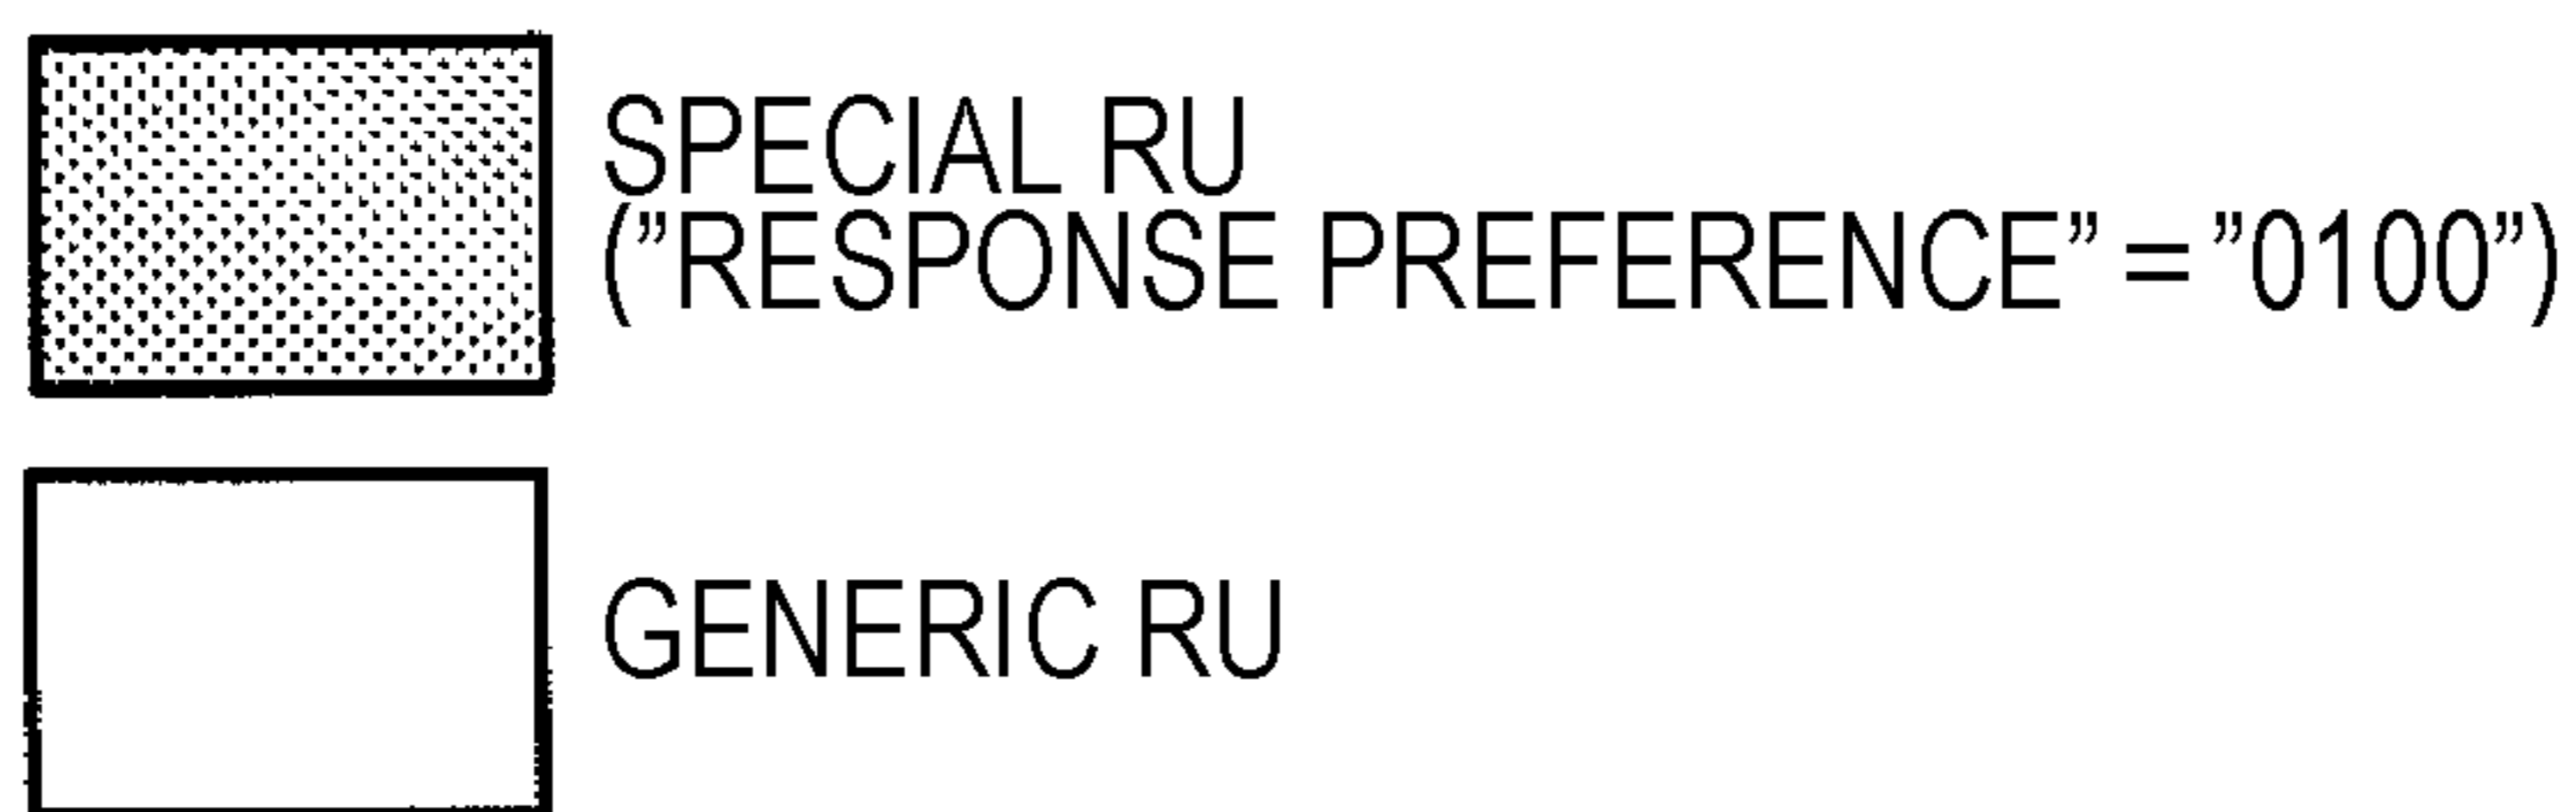 SPECIAL RU
(”RESPONSE PREFERENCE” = ”0100”)
GENERIC RU